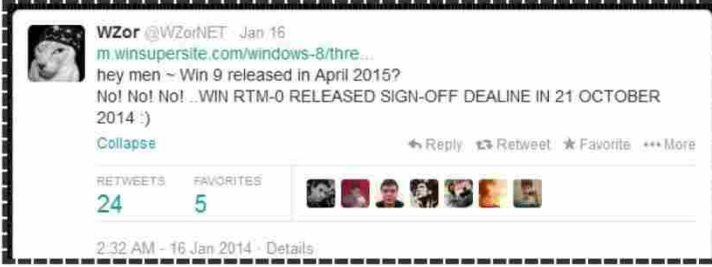 WZor @WZorNET Jan 16
m.winsupersite.com/windows-8/thre...
hey men ~ Win 9 released in April 2015?
No! No! No! ..WIN RTM-0 RELEASED SIGN-OFF DEALINE IN 21 OCTOBER
2014 :)
Collapse Reply Retweet Favorite More
RETWEETS FAVORITES
24 5
2:32 AM - 16 Jan 2014 · Details